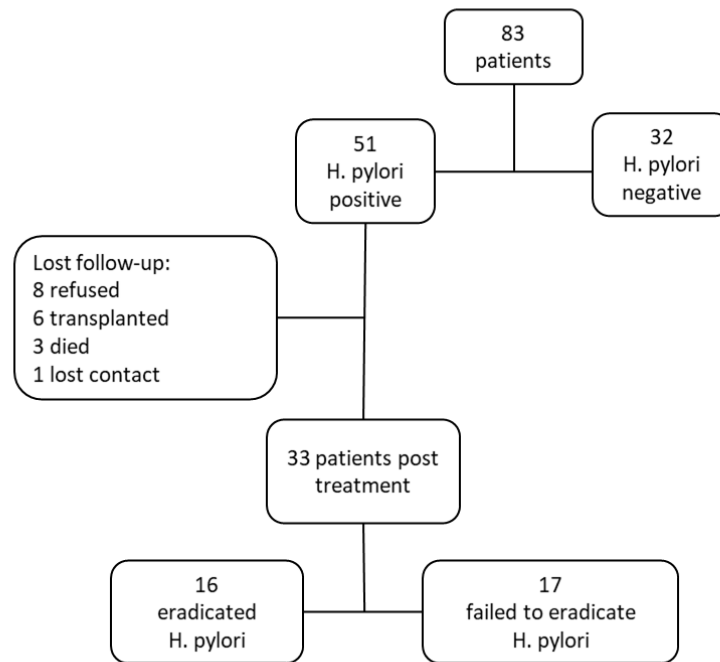 83
patients
51
H. pylori
positive
32
H. pylori
negative
Lost follow-up:
8 refused
6 transplanted
3 died
1 lost contact
33 patients post
treatment
16
eradicated
H. pylori
17
failed to eradicate
H. pylori